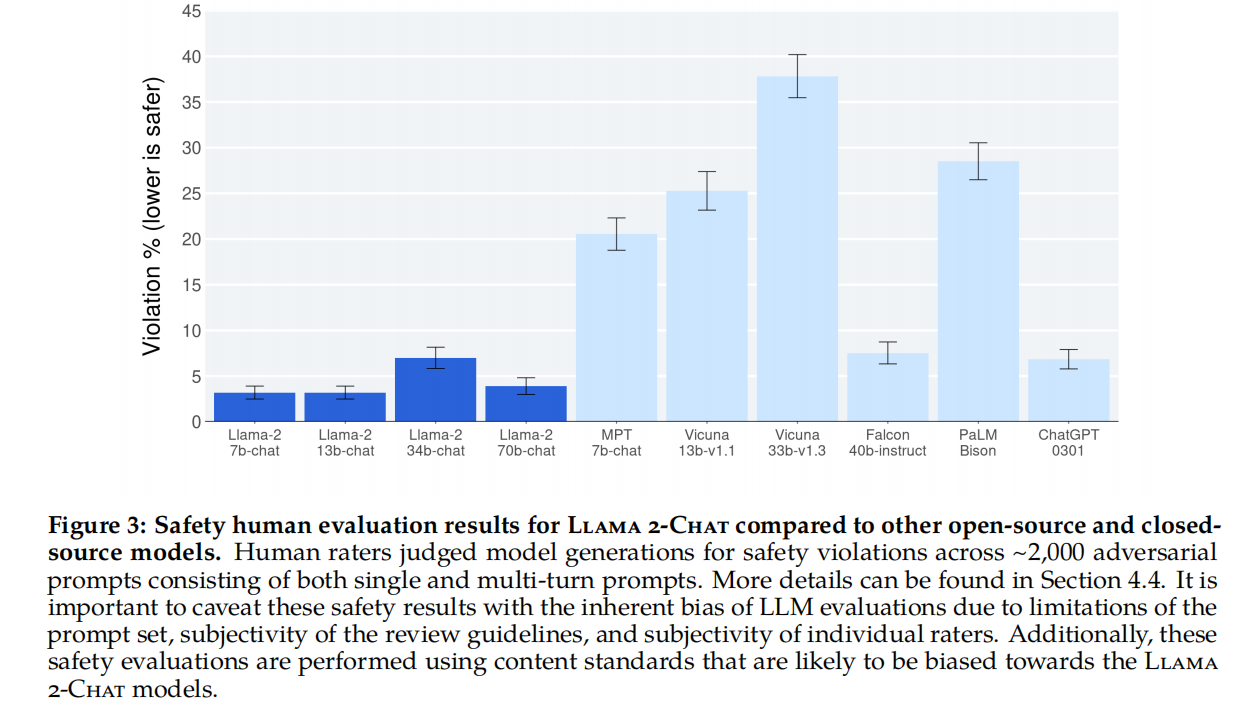 45
40
35
30
25
20
15
10
5
0
Violation % (lower is safer)
Llama-2 Llama-2 Llama-2 Llama-2 MPT Vicuna Vicuna Falcon PaLM ChatGPT
7b-chat 13b-chat 34b-chat 70b-chat 7b-chat 13b-v1.1 33b-v1.3 40b-instruct Bison 0301
Figure 3: Safety human evaluation results for Llama 2-Chat compared to other open-source and closed-
source models. Human raters judged model generations for safety violations across ~2,000 adversarial
prompts consisting of both single and multi-turn prompts. More details can be found in Section 4.4. It is
important to caveat these safety results with the inherent bias of LLM evaluations due to limitations of the
prompt set, subjectivity of the review guidelines, and subjectivity of individual raters. Additionally, these
safety evaluations are performed using content standards that are likely to be biased towards the Llama
2-Chat models.